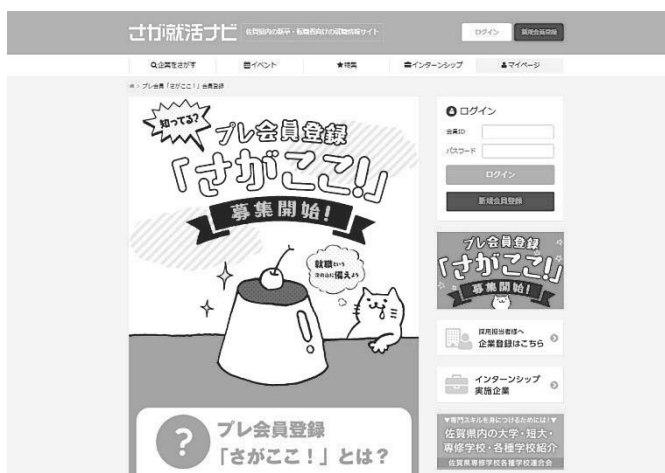 さが就活ナビ
佐賀県内の新卒・転職者向けの就職情報サイト
ログイン
新規会員登録
企業をさがす
イベント
特集
インターンシップ
マイページ
プレ会員「さがここ！」会員登録
知ってる？
プレ会員登録
「さがここ！」
募集開始！
就職という
次の山に備えよう
ログイン
会員ID
パスワード
ログイン
新規会員登録
プレ会員登録
「さがここ！」
募集開始！
採用担当者様へ
企業登録はこちら
インターンシップ
実施企業
▼専門スキルを身につけるためには！▼
佐賀県内の大学・短大・
専修学校・各種学校紹介
佐賀県専修学校各種学校連合会
?
プレ会員登録
「さがここ！」とは？